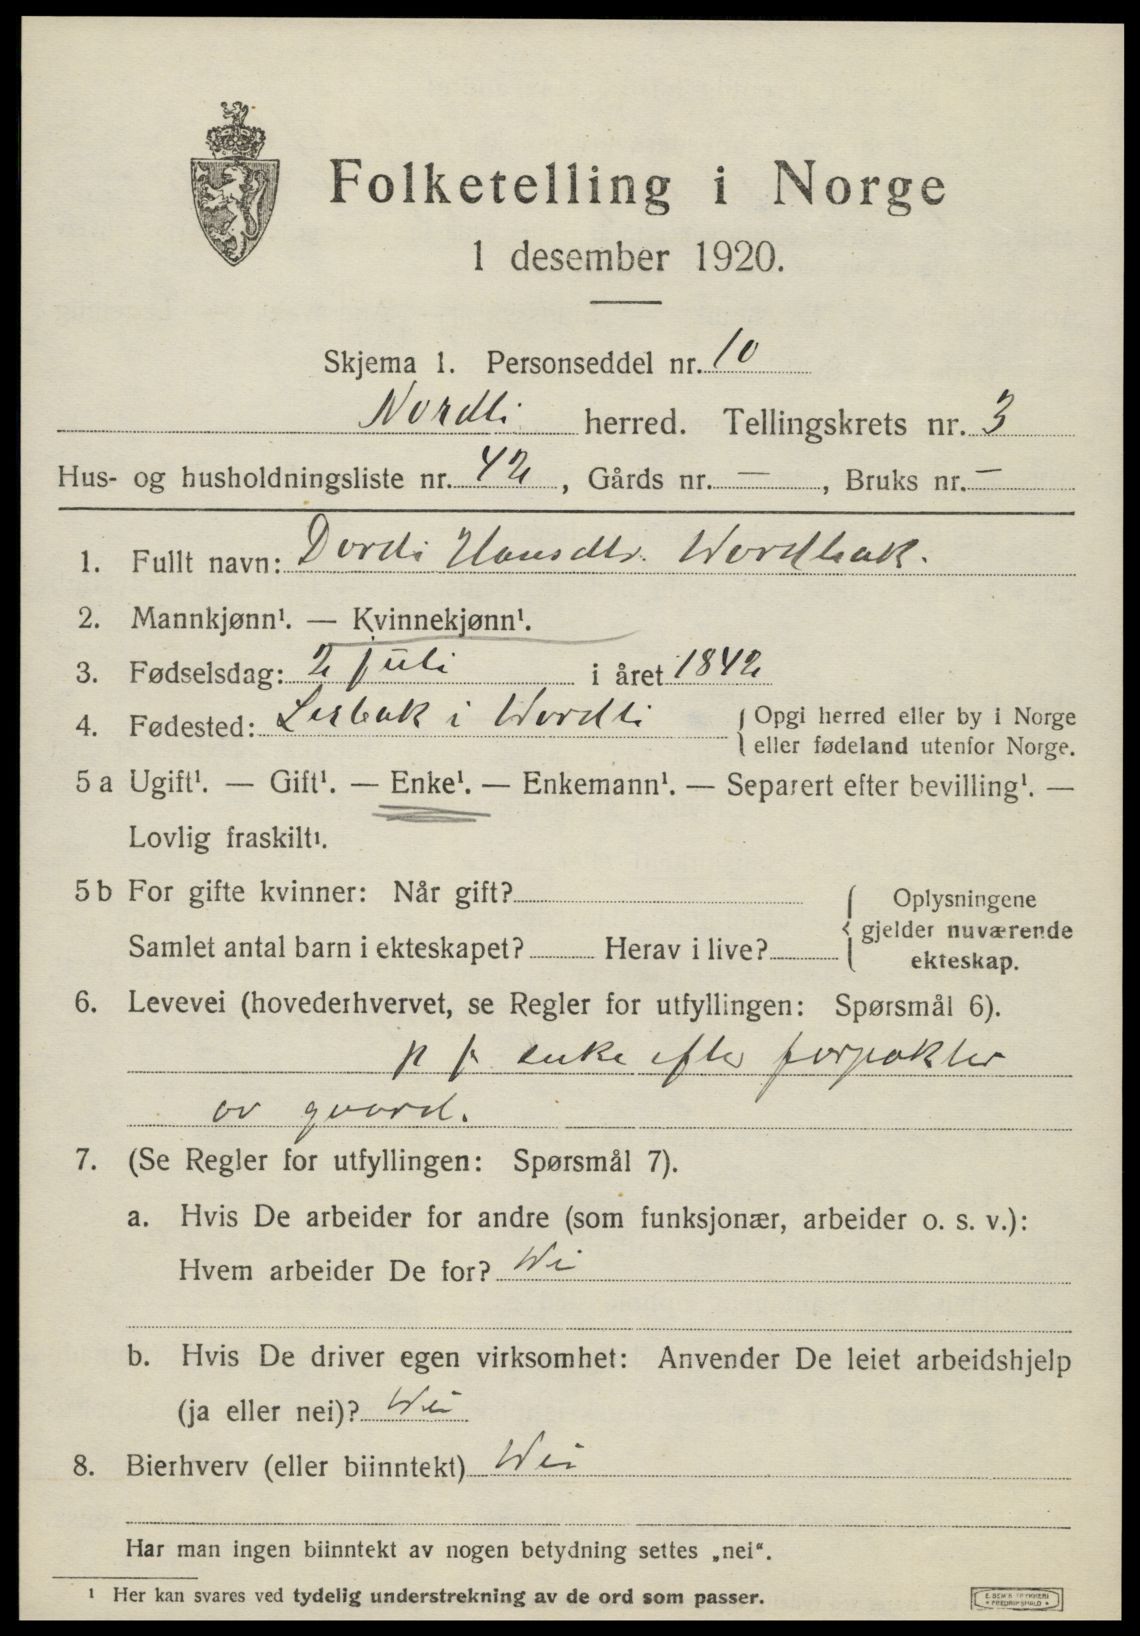 Folketelling i Norge
1 desember 1920.
Skjema 1. Personseddel nr. 10
Nordli herred. Tellingskrets nr. 3
Hus- og husholdningsliste nr. 42, Gårds nr. —, Bruks nr. —
1. Fullt navn: Dordi Hansdtr. Nordbak.
2. Mannkjønn¹. — Kvinnekjønn¹.
3. Fødselsdag: 2 juli i året 1842
4. Fødested: i Nordli { Opgi herred eller by i Norge
eller fødeland utenfor Norge.
5 a Ugift¹. — Gift¹. — Enke¹. — Enkemann¹. — Separert efter bevilling¹. —
Lovlig fraskilt¹.
5 b For gifte kvinner: Når gift?
Samlet antal barn i ekteskapet? Herav i live?
{ Oplysningene
gjelder nuværende
ekteskap.
6. Levevei (hovederhvervet, se Regler for utfyllingen: Spørsmål 6).
enke efter forpakter
av gaard.
7. (Se Regler for utfyllingen: Spørsmål 7).
a. Hvis De arbeider for andre (som funksjonær, arbeider o. s. v.):
Hvem arbeider De for? Nei
b. Hvis De driver egen virksomhet: Anvender De leiet arbeidshjelp
(ja eller nei)? Nei
8. Bierhverv (eller biinntekt) Nei
Har man ingen biinntekt av nogen betydning settes „nei“.
¹ Her kan svares ved tydelig understrekning av de ord som passer.